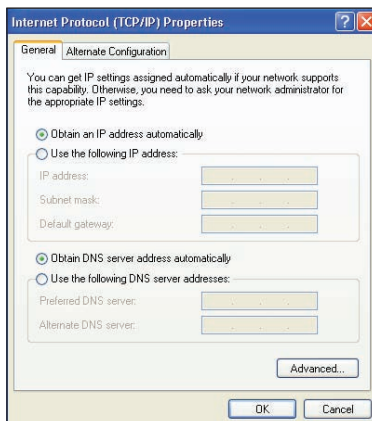 Internet Protocol (TCP/IP) Properties
General
Alternate Configuration
You can get IP settings assigned automatically if your network supports
this capability. Otherwise, you need to ask your network administrator for
the appropriate IP settings.
Obtain an IP address automatically
Use the following IP address:
IP address:
Subnet mask:
Default gateway:
Obtain DNS server address automatically
Use the following DNS server addresses:
Preferred DNS server:
Alternate DNS server:
Advanced...
OK
Cancel